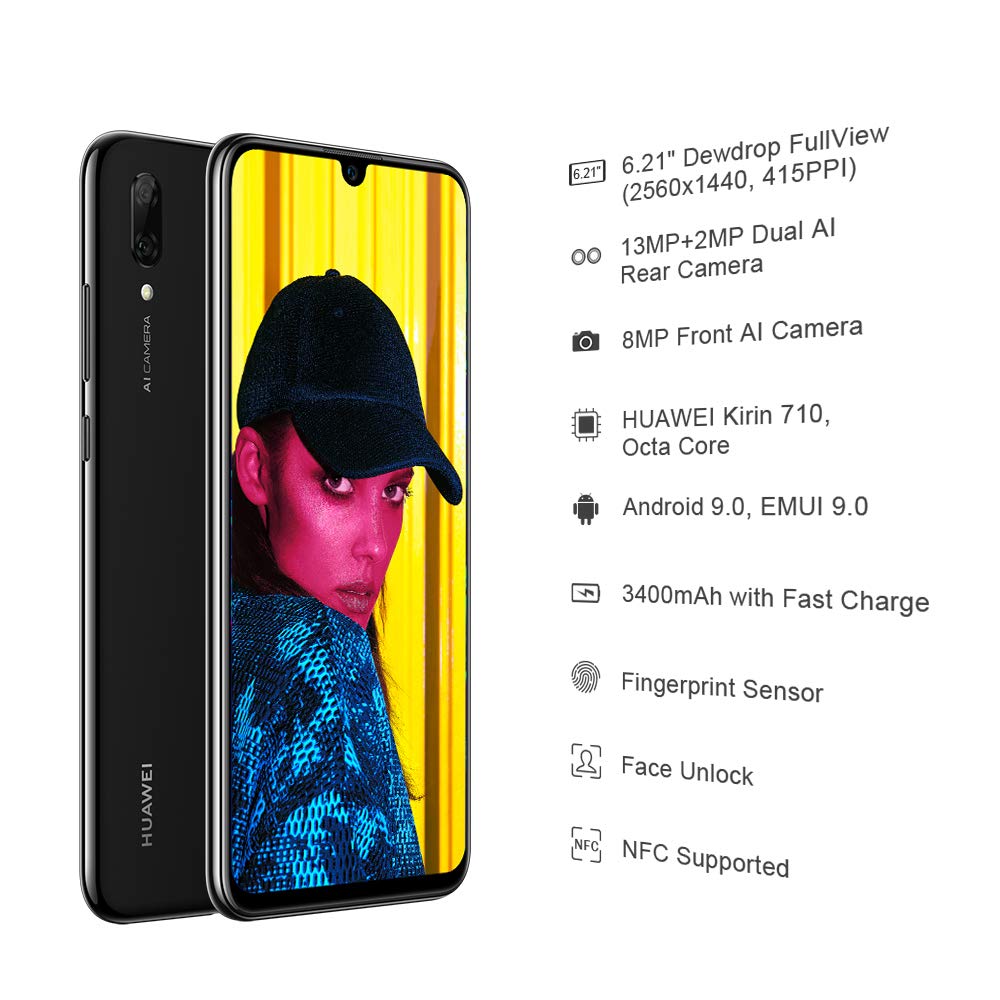 AI CAMERA
HUAWEI
6.21"
6.21" Dewdrop FullView
(2560x1440, 415PPI)
13MP+2MP Dual AI
Rear Camera
8MP Front AI Camera
HUAWEI Kirin 710,
Octa Core
Android 9.0, EMUI 9.0
3400mAh with Fast Charge
Fingerprint Sensor
Face Unlock
NFC
NFC Supported